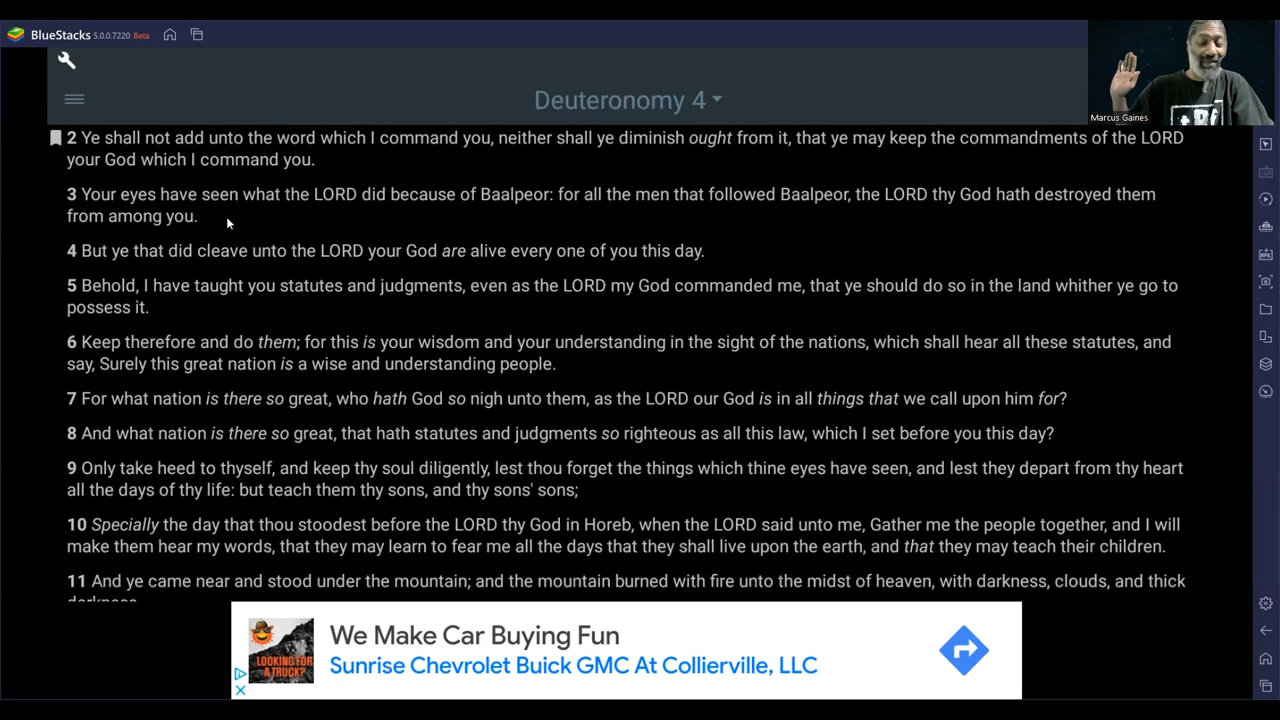 BlueStacks 5.0.0.7220 Beta
Deuteronomy 4
Marcus Gaines
2 Ye shall not add unto the word which I command you, neither shall ye diminish ought from it, that ye may keep the commandments of the LORD
your God which I command you.
3 Your eyes have seen what the LORD did because of Baalpeor: for all the men that followed Baalpeor, the LORD thy God hath destroyed them
from among you.
4 But ye that did cleave unto the LORD your God are alive every one of you this day.
5 Behold, I have taught you statutes and judgments, even as the LORD my God commanded me, that ye should do so in the land whither ye go to
possess it.
6 Keep therefore and do them; for this is your wisdom and your understanding in the sight of the nations, which shall hear all these statutes, and
say, Surely this great nation is a wise and understanding people.
7 For what nation is there so great, who hath God so nigh unto them, as the LORD our God is in all things that we call upon him for?
8 And what nation is there so great, that hath statutes and judgments so righteous as all this law, which I set before you this day?
9 Only take heed to thyself, and keep thy soul diligently, lest thou forget the things which thine eyes have seen, and lest they depart from thy heart
all the days of thy life: but teach them thy sons, and thy sons' sons;
10 Specially the day that thou stoodest before the LORD thy God in Horeb, when the LORD said unto me, Gather me the people together, and I will
make them hear my words, that they may learn to fear me all the days that they shall live upon the earth, and that they may teach their children.
11 And ye came near and stood under the mountain; and the mountain burned with fire unto the midst of heaven, with darkness, clouds, and thick
darkness.
LOOKING FOR
A TRUCK?
We Make Car Buying Fun
Sunrise Chevrolet Buick GMC At Collierville, LLC